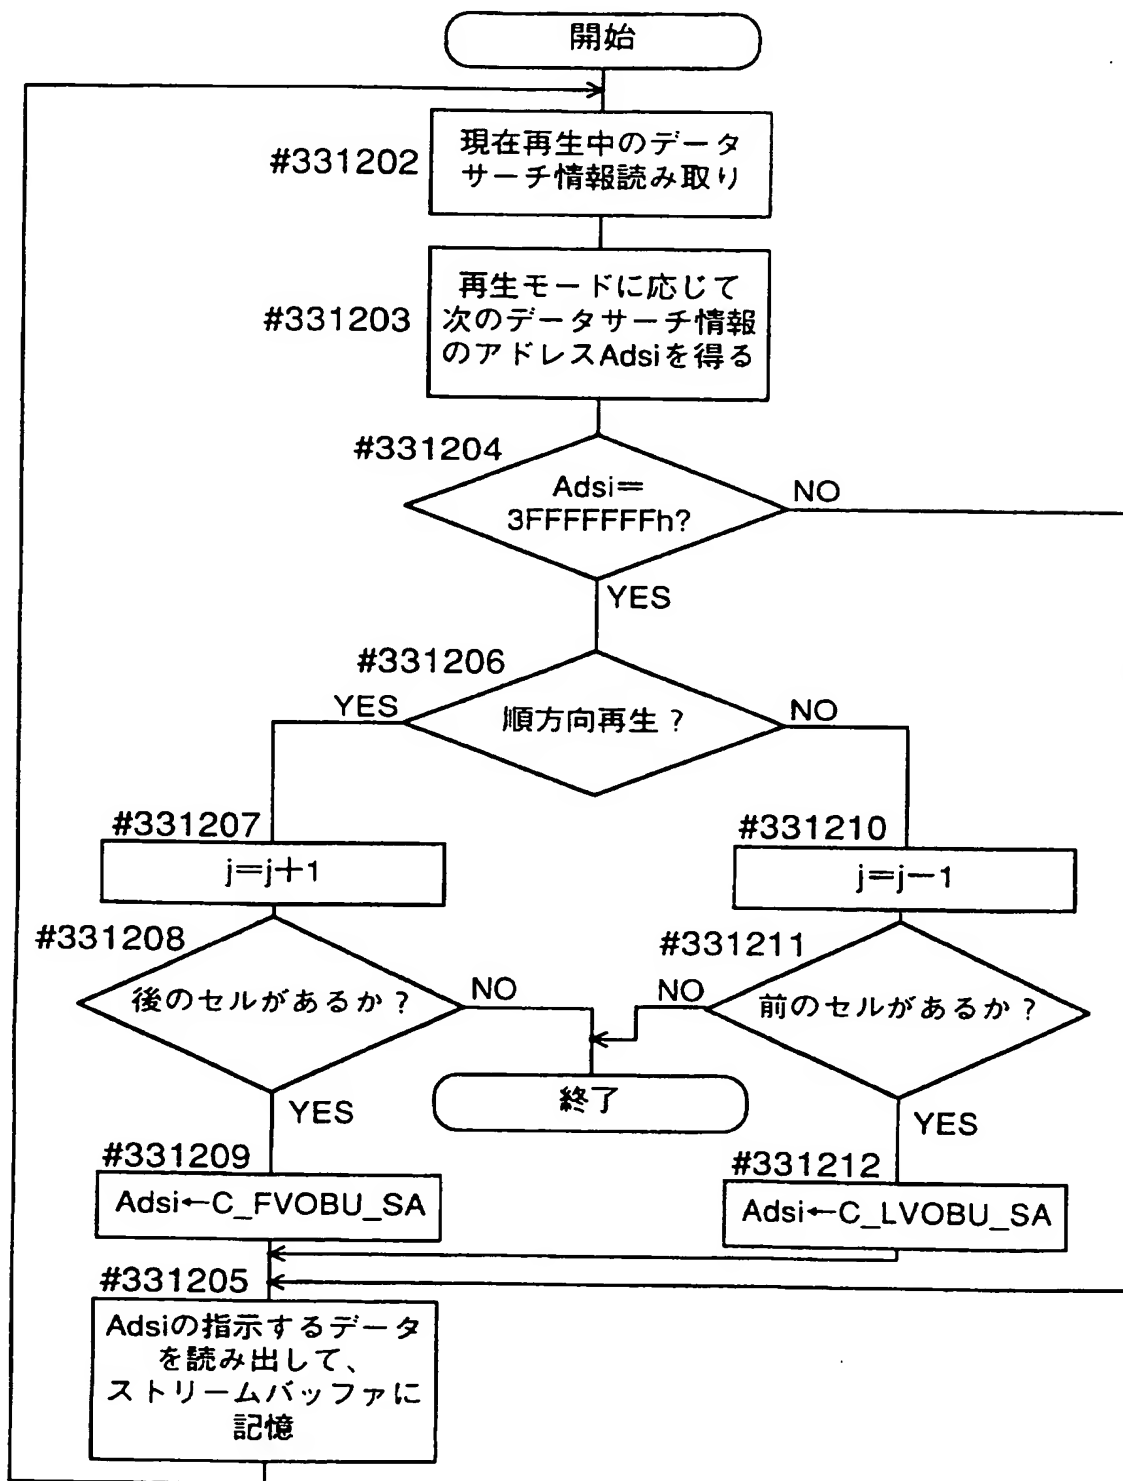 開始
#331202
現在再生中のデータ
サーチ情報読み取り
#331203
再生モードに応じて
次のデータサーチ情報
のアドレスAdsiを得る
#331204
Adsi=
3FFFFFFFh?
NO
YES
#331206
YES
順方向再生?
NO
#331207
j=j+1
#331210
j=j-1
#331208
後のセルがあるか?
NO
YES
#331211
NO
前のセルがあるか?
YES
終了
#331209
Adsi←C_FVOBU_SA
#331212
Adsi←C_LVOBU_SA
#331205
Adsiの指示するデータ
を読み出して、
ストリームバッファに
記憶